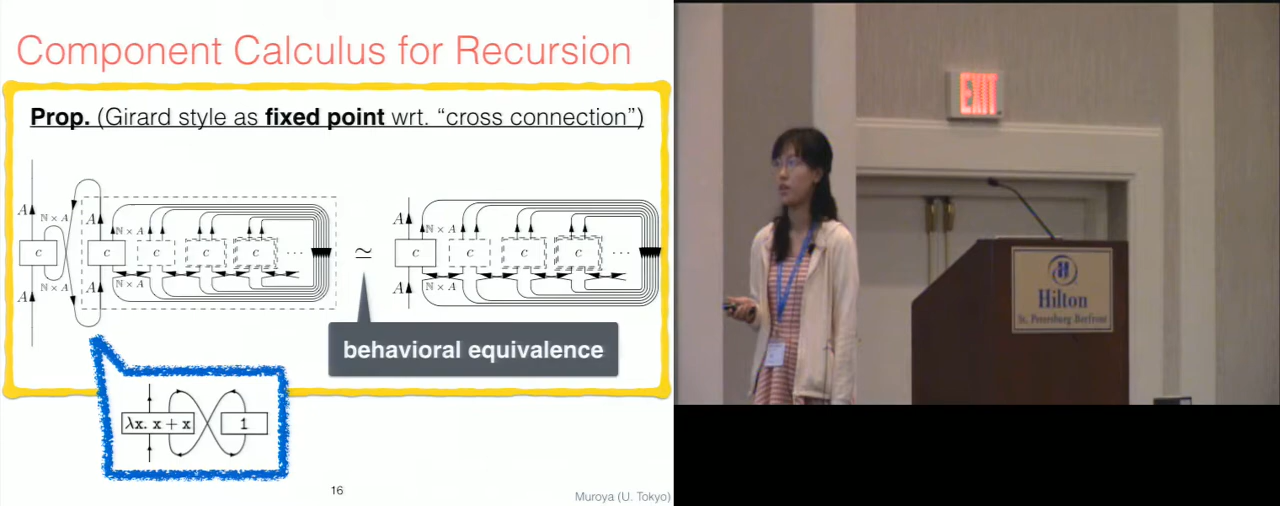 Component Calculus for Recursion
Prop. (Girard style as fixed point wrt. “cross connection”)
A
ℕ × A
c
A
A
ℕ × A
c
c
c
c
...
A
ℕ × A
≃
A
ℕ × A
c
c
c
c
...
A
ℕ × A
behavioral equivalence
λx. x + x
1
16
Muroya (U. Tokyo)
Hilton
St. Petersburg Bayfront